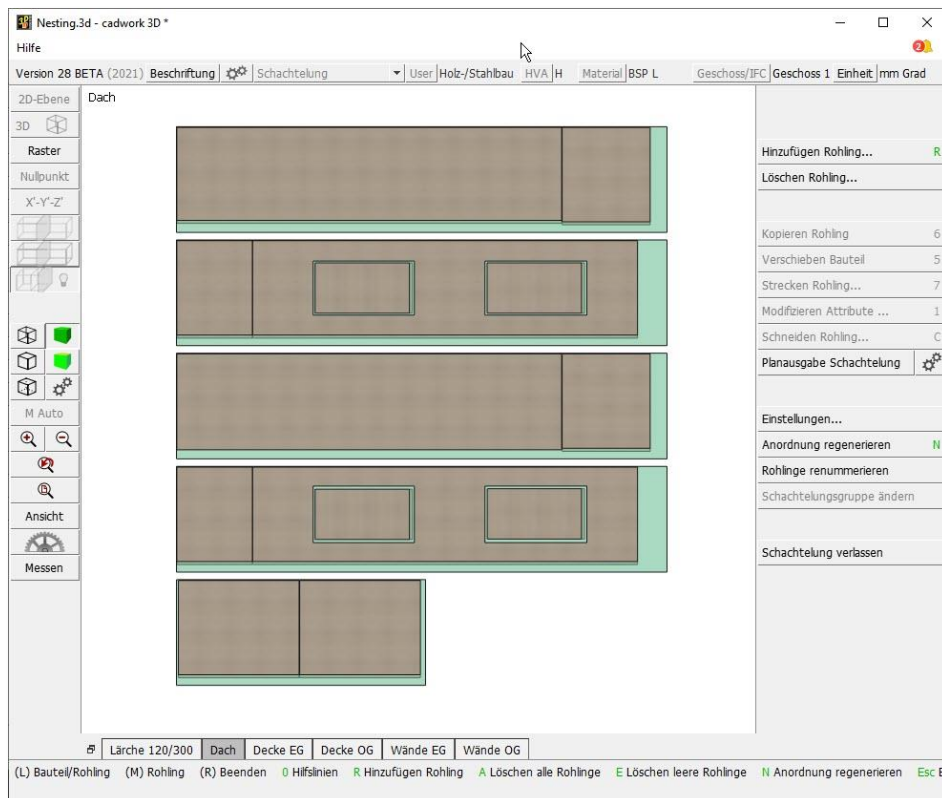 Nesting.3d - cadwork 3D *
Hilfe
2
Version 28 BETA (2021) Beschriftung Schachtelung User Holz-/Stahlbau HVA H Material BSP L Geschoss/IFC Geschoss 1 Einheit mm Grad
2D-Ebene
3D
Raster
Nullpunkt
X'-Y'-Z'
M Auto
Ansicht
Messen
Dach
Hinzufügen Rohling... R
Löschen Rohling...
Kopieren Rohling 6
Verschieben Bauteil 5
Strecken Rohling... 7
Modifizieren Attribute ... 1
Schneiden Rohling... C
Planausgabe Schachtelung
Einstellungen...
Anordnung regenerieren N
Rohlinge renummerieren
Schachtelungsgruppe ändern
Schachtelung verlassen
Lärche 120/300 Dach Decke EG Decke OG Wände EG Wände OG
(L) Bauteil/Rohling (M) Rohling (R) Beenden 0 Hilfslinien R Hinzufügen Rohling A Löschen alle Rohlinge E Löschen leere Rohlinge N Anordnung regenerieren Esc